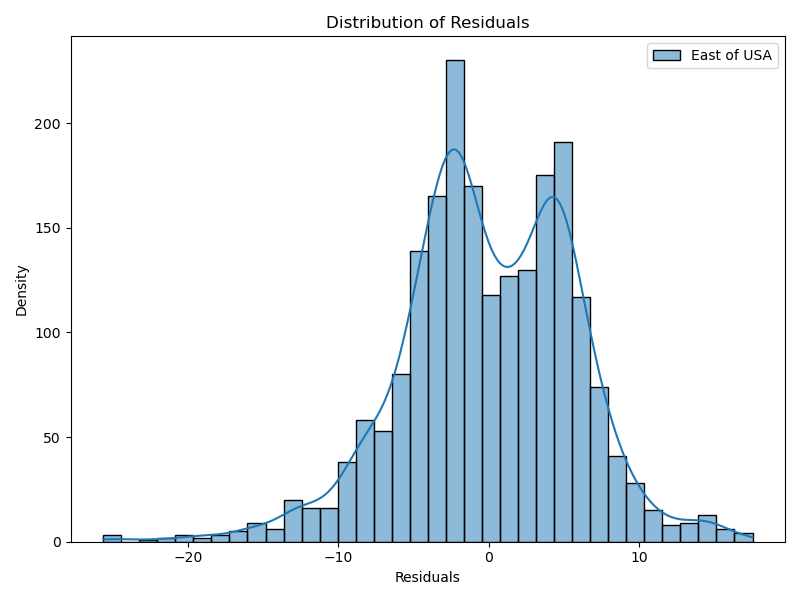 Distribution of Residuals
East of USA
Density
200
150
100
50
0
−20 −10 0 10
Residuals